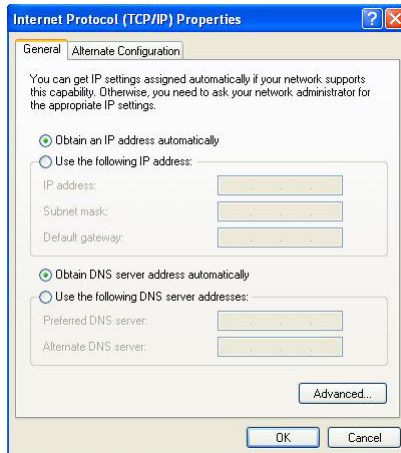 Internet Protocol (TCP/IP) Properties
General
Alternate Configuration
You can get IP settings assigned automatically if your network supports
this capability. Otherwise, you need to ask your network administrator for
the appropriate IP settings.
Obtain an IP address automatically
Use the following IP address:
IP address:
Subnet mask:
Default gateway:
Obtain DNS server address automatically
Use the following DNS server addresses:
Preferred DNS server:
Alternate DNS server:
Advanced...
OK
Cancel